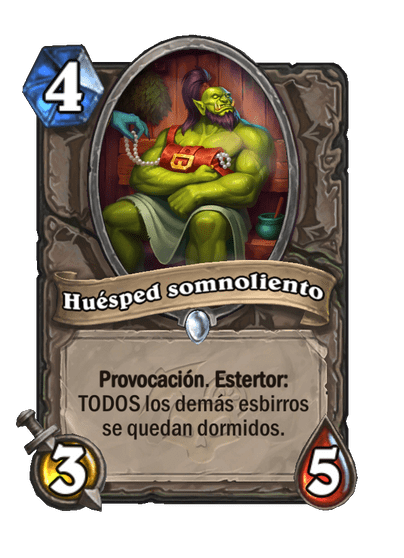 4
Huésped somnoliento
Provocación. Estertor:
TODOS los demás esbirros
se quedan dormidos.
3
5